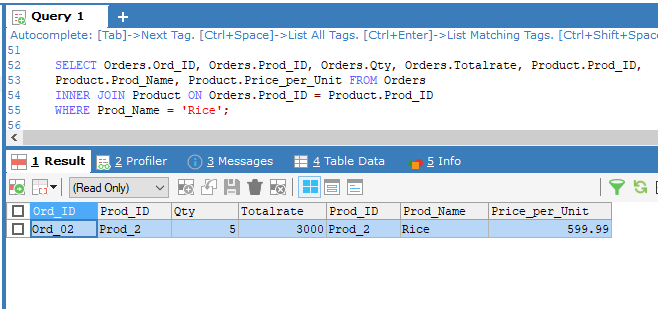 Query 1
Autocomplete: [Tab]->Next Tag. [Ctrl+Space]->List All Tags. [Ctrl+Enter]->List Matching Tags. [Ctrl+Shift+Spac
51
52 SELECT Orders.Ord_ID, Orders.Prod_ID, Orders.Qty, Orders.Totalrate, Product.Prod_ID,
53 Product.Prod_Name, Product.Price_per_Unit FROM Orders
54 INNER JOIN Product ON Orders.Prod_ID = Product.Prod_ID
55 WHERE Prod_Name = 'Rice';
56
1 Result 2 Profiler 3 Messages 4 Table Data 5 Info
(Read Only)
Ord_ID Prod_ID Qty Totalrate Prod_ID Prod_Name Price_per_Unit
Ord_02 Prod_2 5 3000 Prod_2 Rice 599.99